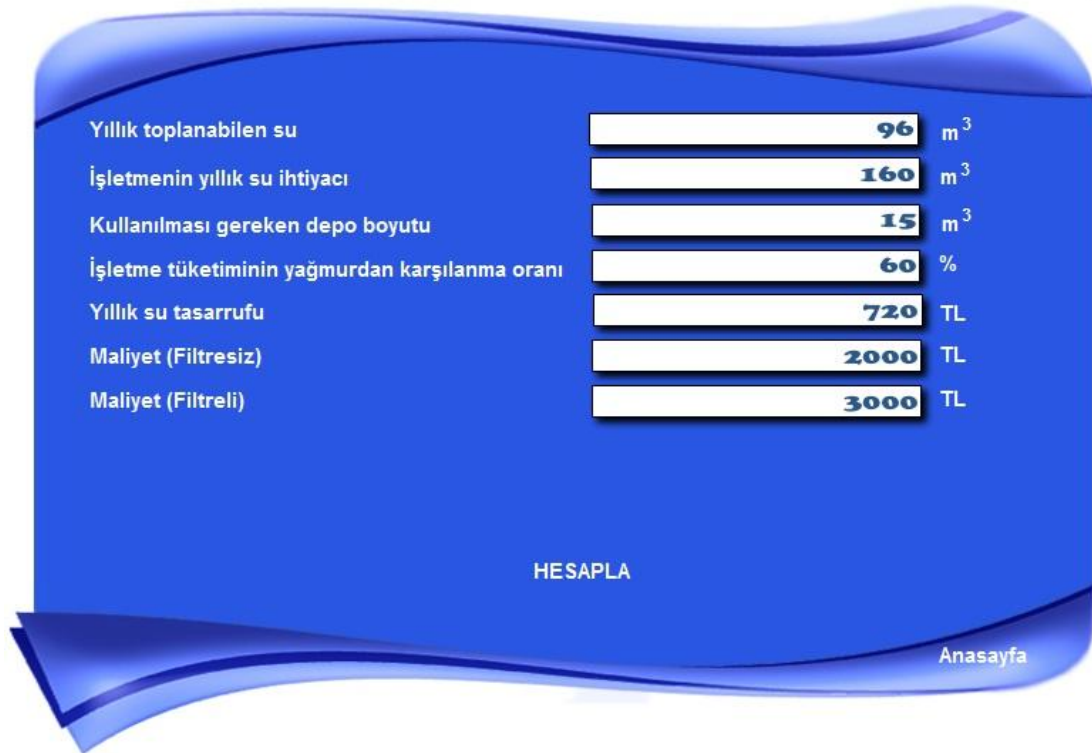 Yıllık toplanabilen su 96 m³
İşletmenin yıllık su ihtiyacı 160 m³
Kullanılması gereken depo boyutu 15 m³
İşletme tüketiminin yağmurdan karşılanma oranı 60 %
Yıllık su tasarrufu 720 TL
Maliyet (Filtresiz) 2000 TL
Maliyet (Filtreli) 3000 TL
HESAPLA
Anasayfa